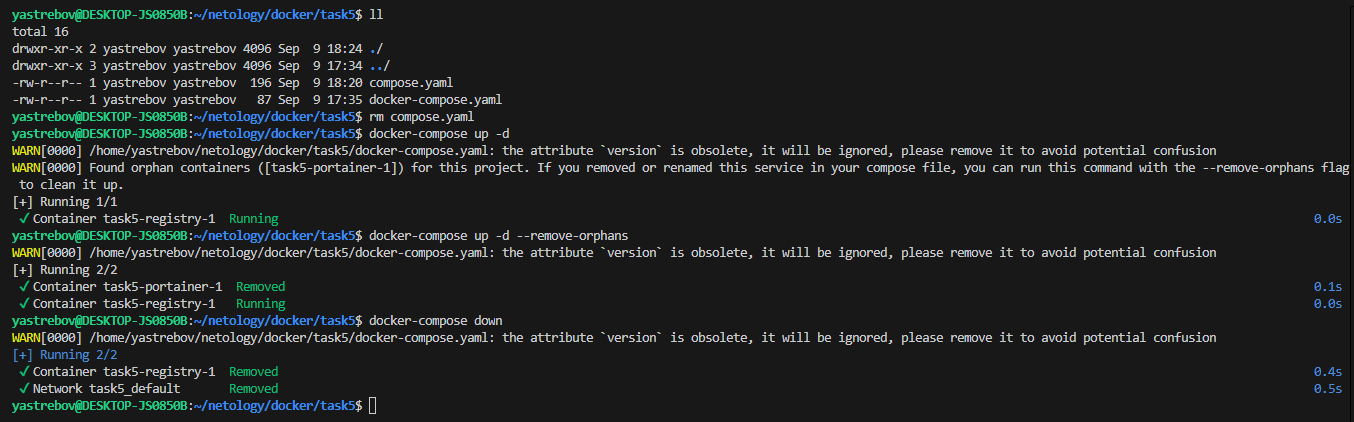 yastrebov@DESKTOP-JS0850B:~/netology/docker/task5$ ll
total 16
drwxr-xr-x 2 yastrebov yastrebov 4096 Sep  9 18:24 ./
drwxr-xr-x 3 yastrebov yastrebov 4096 Sep  9 17:34 ../
-rw-r--r-- 1 yastrebov yastrebov  196 Sep  9 18:20 compose.yaml
-rw-r--r-- 1 yastrebov yastrebov   87 Sep  9 17:35 docker-compose.yaml
yastrebov@DESKTOP-JS0850B:~/netology/docker/task5$ rm compose.yaml
yastrebov@DESKTOP-JS0850B:~/netology/docker/task5$ docker-compose up -d
WARN[0000] /home/yastrebov/netology/docker/task5/docker-compose.yaml: the attribute `version` is obsolete, it will be ignored, please remove it to avoid potential confusion
WARN[0000] Found orphan containers ([task5-portainer-1]) for this project. If you removed or renamed this service in your compose file, you can run this command with the --remove-orphans flag
 to clean it up.
[+] Running 1/1
 ✔ Container task5-registry-1  Running 0.0s
yastrebov@DESKTOP-JS0850B:~/netology/docker/task5$ docker-compose up -d --remove-orphans
WARN[0000] /home/yastrebov/netology/docker/task5/docker-compose.yaml: the attribute `version` is obsolete, it will be ignored, please remove it to avoid potential confusion
[+] Running 2/2
 ✔ Container task5-portainer-1  Removed 0.1s
 ✔ Container task5-registry-1   Running 0.0s
yastrebov@DESKTOP-JS0850B:~/netology/docker/task5$ docker-compose down
WARN[0000] /home/yastrebov/netology/docker/task5/docker-compose.yaml: the attribute `version` is obsolete, it will be ignored, please remove it to avoid potential confusion
[+] Running 2/2
 ✔ Container task5-registry-1  Removed 0.4s
 ✔ Network task5_default       Removed 0.5s
yastrebov@DESKTOP-JS0850B:~/netology/docker/task5$